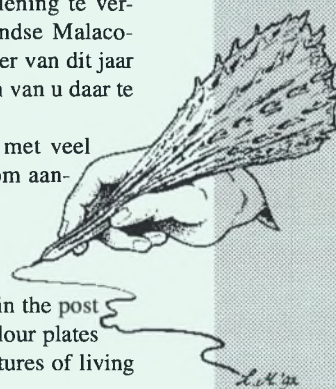 ening te ver-
ndse Malaco-
er van dit jaar
van u daar te
met veel
om aan-
in the post
lour plates
tures of living